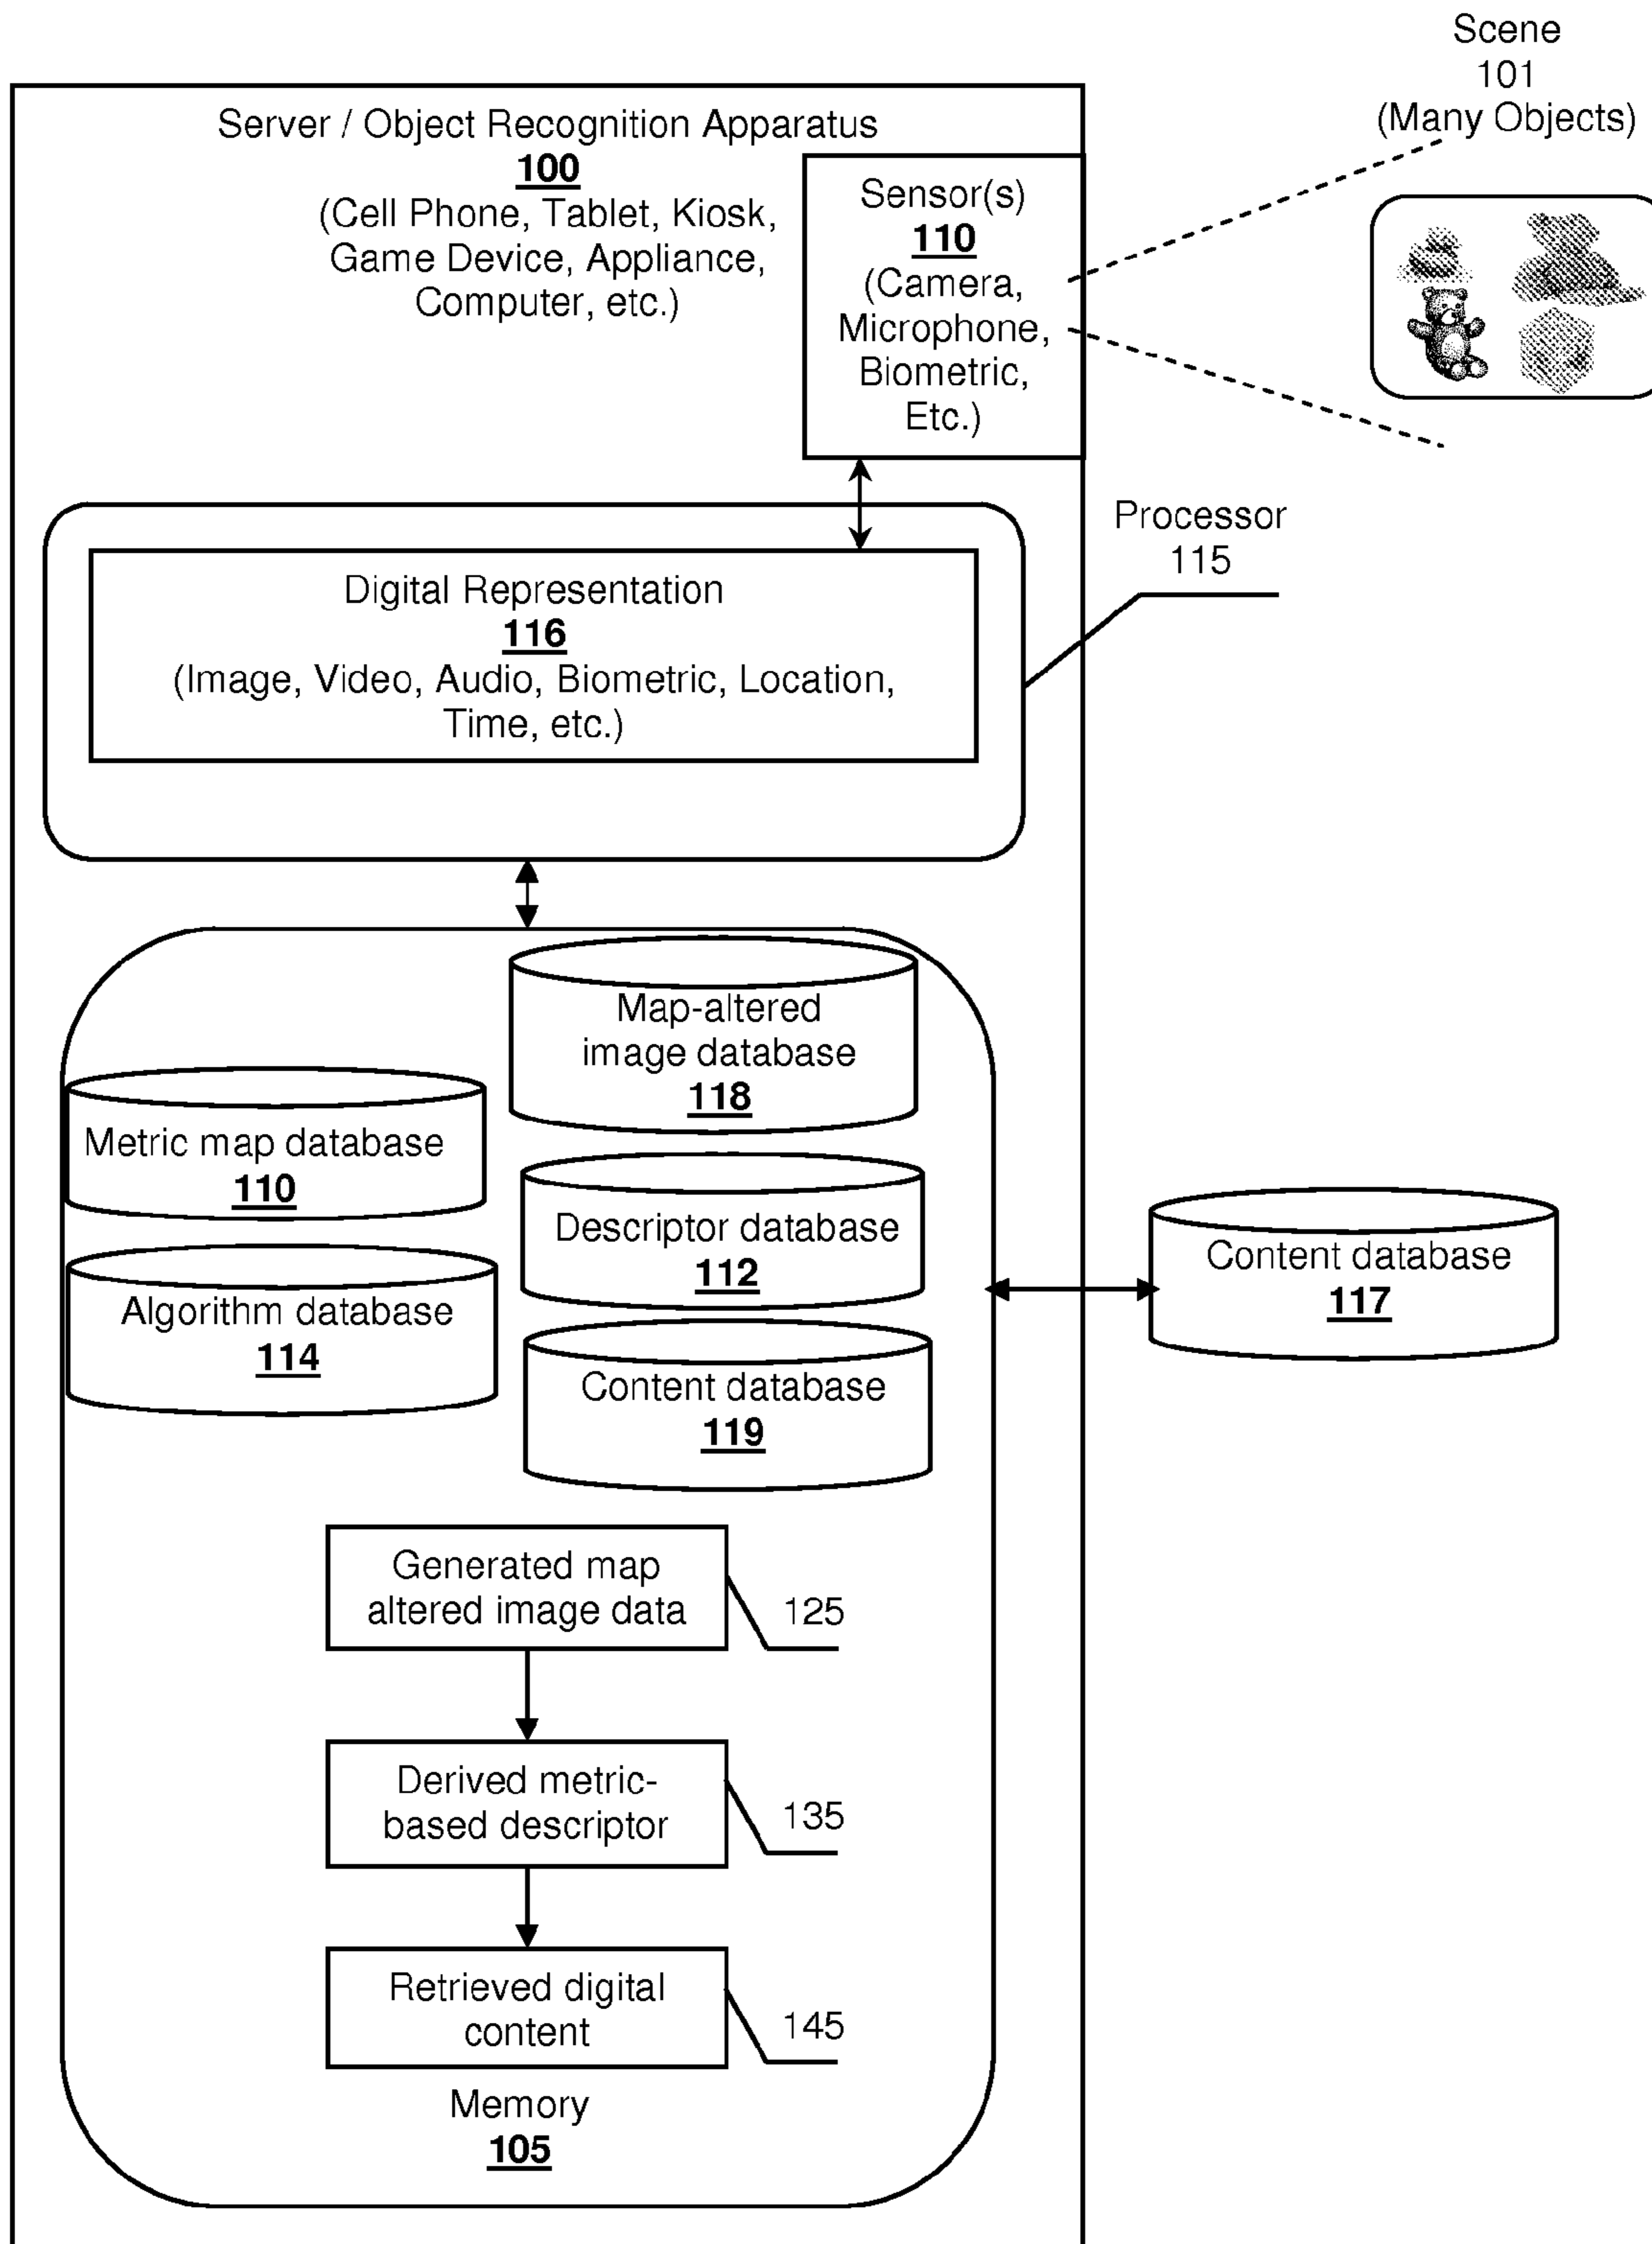 Scene
101
(Many Objects)
Server / Object Recognition Apparatus
100
(Cell Phone, Tablet, Kiosk,
Game Device, Appliance,
Computer, etc.)
Sensor(s)
110
(Camera,
Microphone,
Biometric,
Etc.)
Processor
115
Digital Representation
116
(Image, Video, Audio, Biometric, Location,
Time, etc.)
Map-altered
image database
118
Metric map database
110
Descriptor database
112
Content database
117
Algorithm database
114
Content database
119
Generated map
altered image data
125
Derived metric-
based descriptor
135
Retrieved digital
content
145
Memory
105